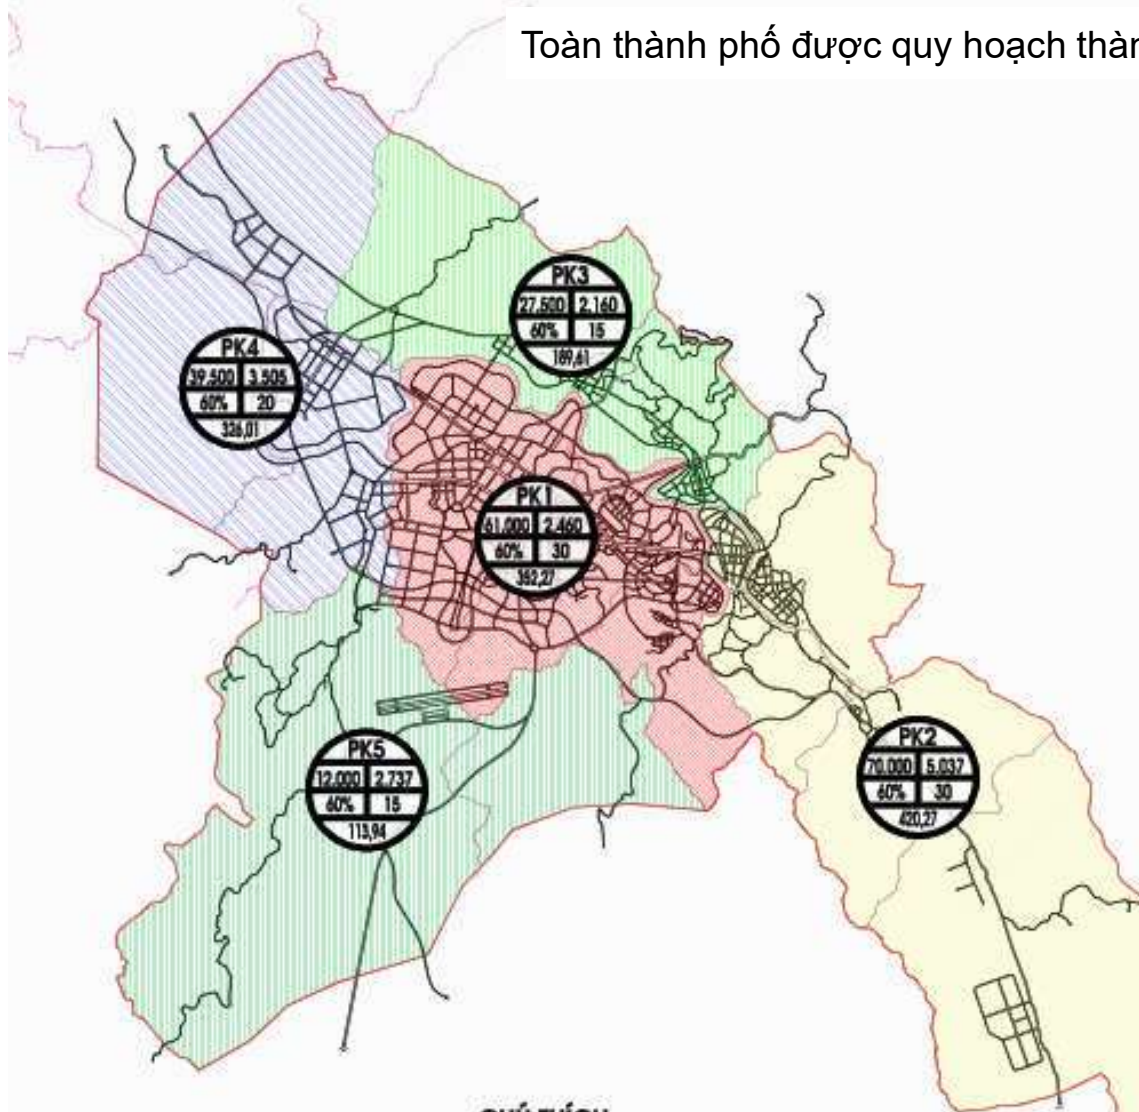 Toàn thành phố được quy hoạch thàn
PK3
27.500 2.160
60% 15
189,61
PK4
39.500 3.505
60% 20
326,01
PK1
61.000 2.460
60% 30
352,27
PK5
12.000 2.737
60% 15
113,94
PK2
70.000 5.037
60% 30
420,27